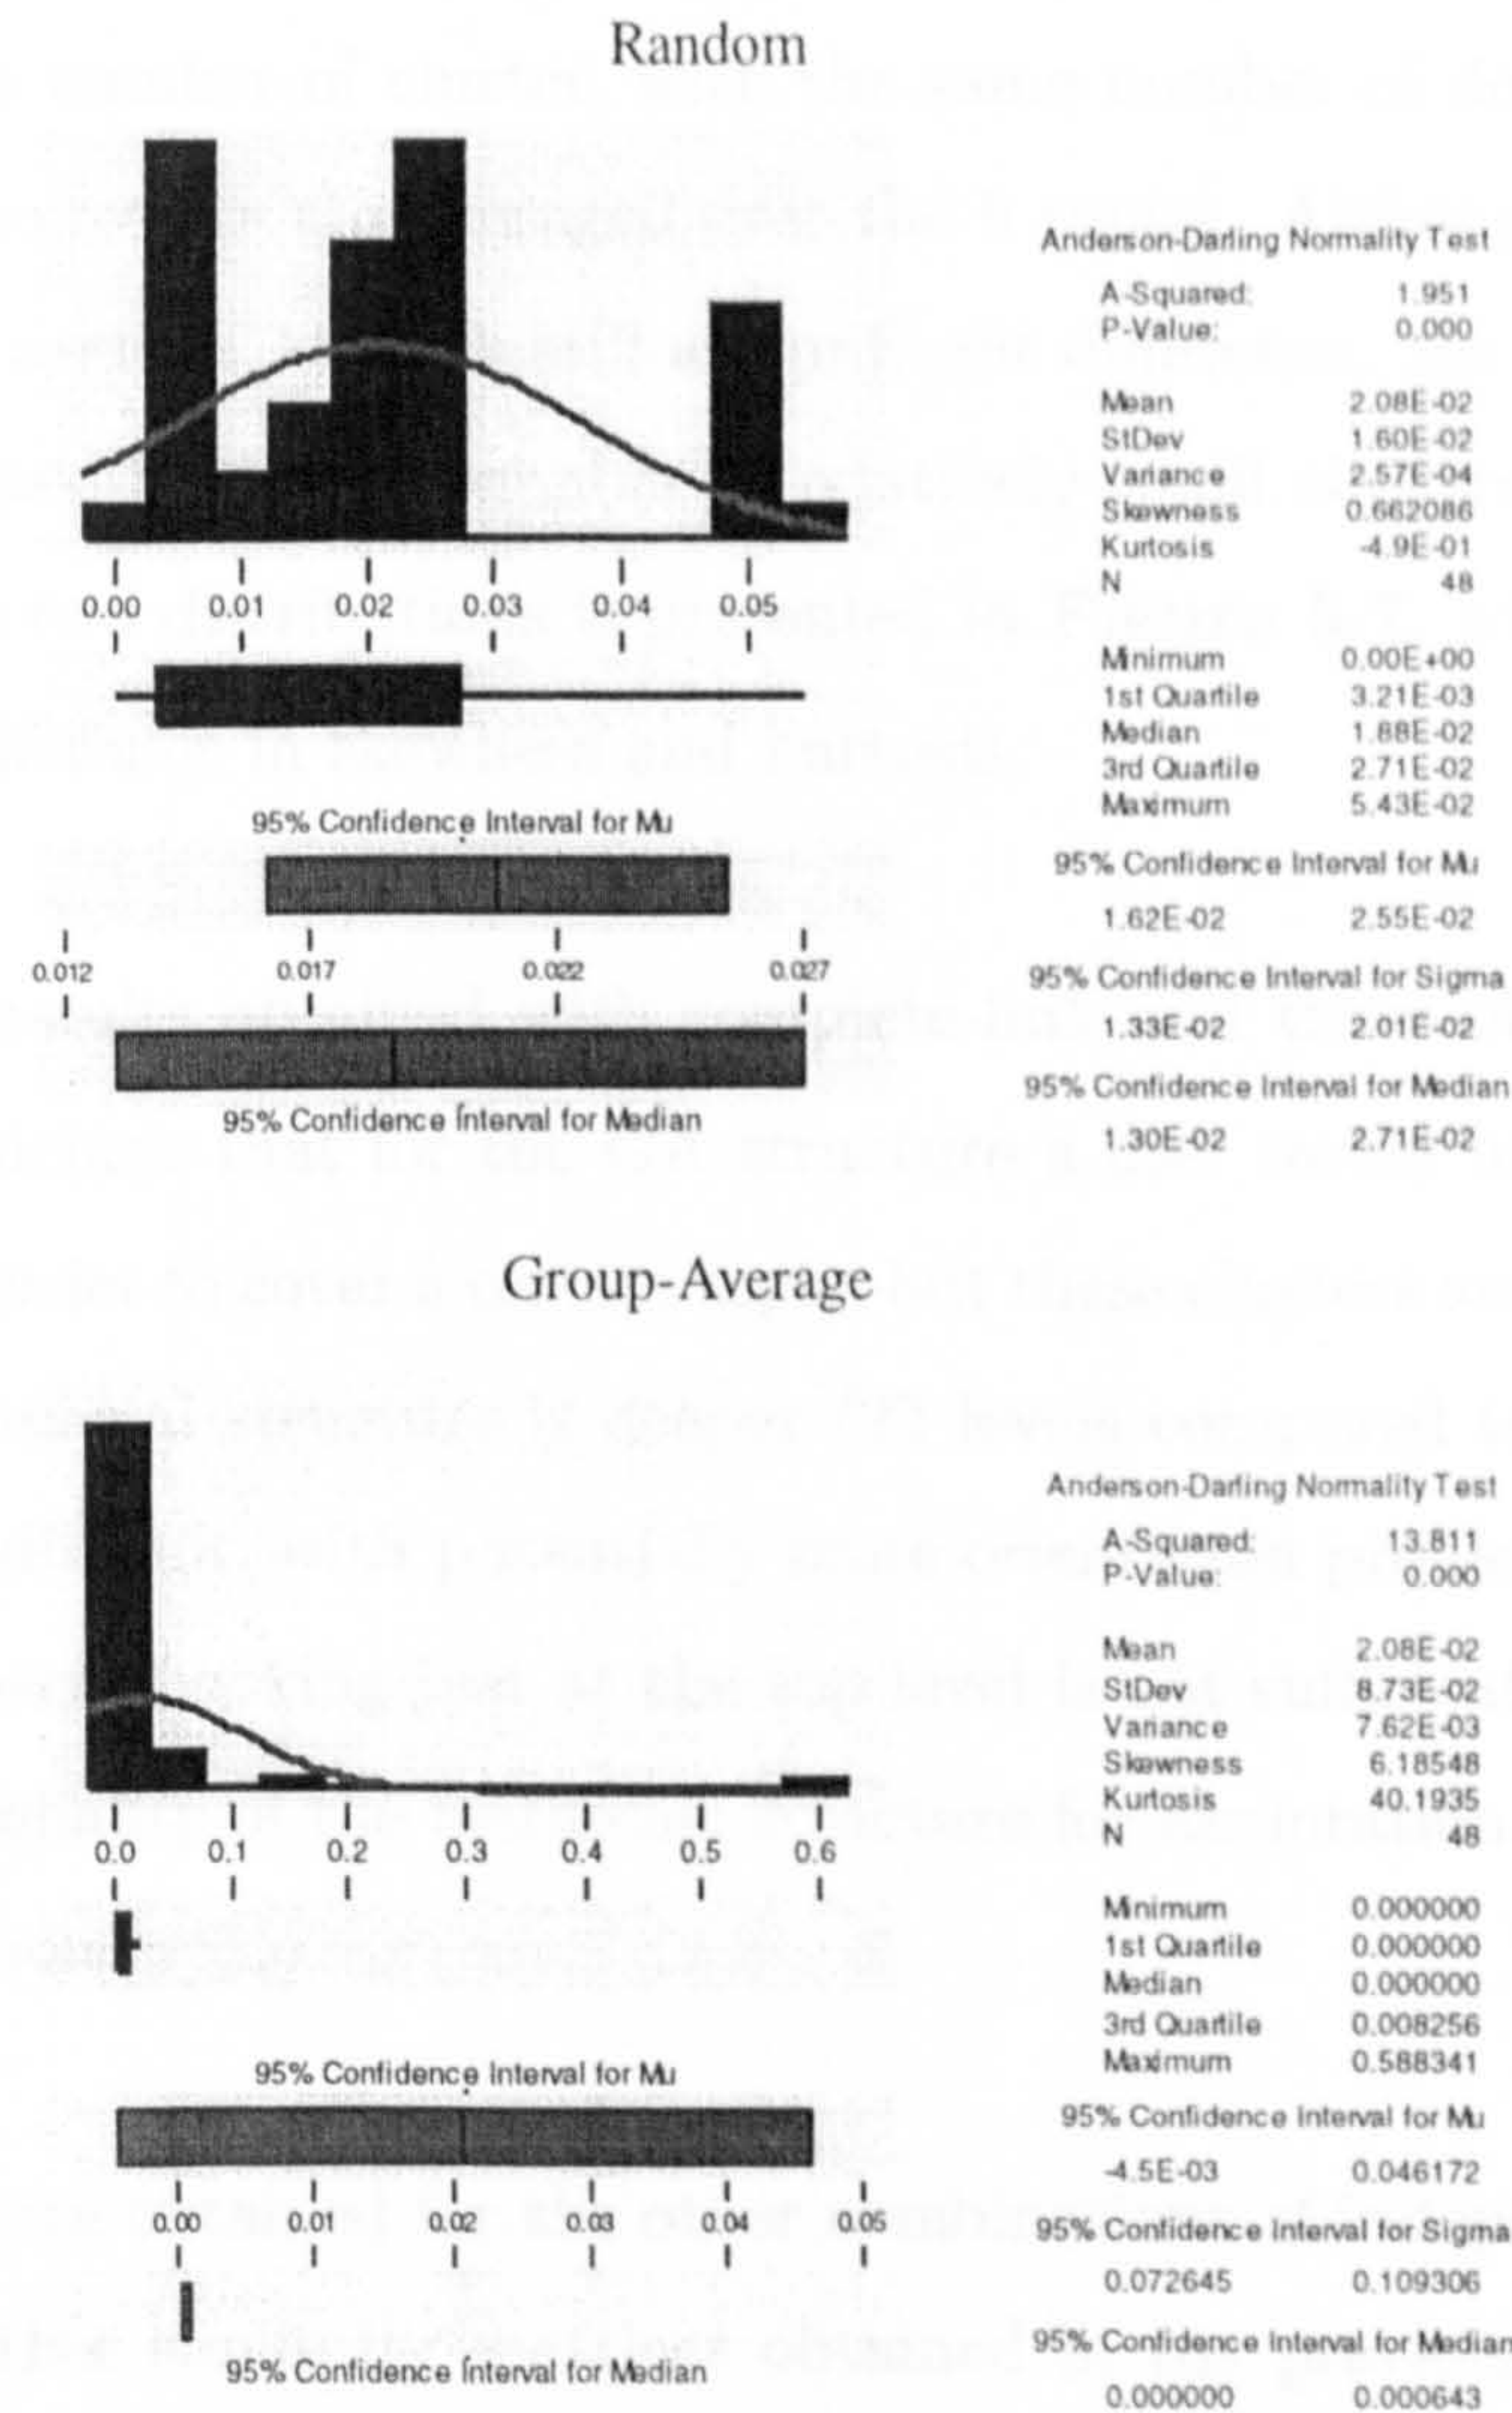 Random
Anderson-Darling Normality Test
A-Squared: 1.951
P-Value: 0.000
Mean 2.08E-02
StDev 1.60E-02
Variance 2.57E-04
Skewness 0.662086
Kurtosis -4.9E-01
N 48
0.00 0.01 0.02 0.03 0.04 0.05
Minimum 0.00E+00
1st Quartile 3.21E-03
Median 1.88E-02
3rd Quartile 2.71E-02
Maximum 5.43E-02
95% Confidence Interval for Mu
95% Confidence Interval for Mu
1.62E-02 2.55E-02
0.012 0.017 0.022 0.027
95% Confidence Interval for Sigma
1.33E-02 2.01E-02
95% Confidence Interval for Median
95% Confidence Interval for Median
1.30E-02 2.71E-02
Group-Average
Anderson-Darling Normality Test
A-Squared: 13.811
P-Value: 0.000
Mean 2.08E-02
StDev 8.73E-02
Variance 7.62E-03
Skewness 6.18548
Kurtosis 40.1935
N 48
0.0 0.1 0.2 0.3 0.4 0.5 0.6
Minimum 0.000000
1st Quartile 0.000000
Median 0.000000
3rd Quartile 0.008256
Maximum 0.588341
95% Confidence Interval for Mu
95% Confidence Interval for Mu
-4.5E-03 0.046172
0.00 0.01 0.02 0.03 0.04 0.05
95% Confidence Interval for Sigma
0.072645 0.109306
95% Confidence Interval for Median
95% Confidence Interval for Median
0.000000 0.000643